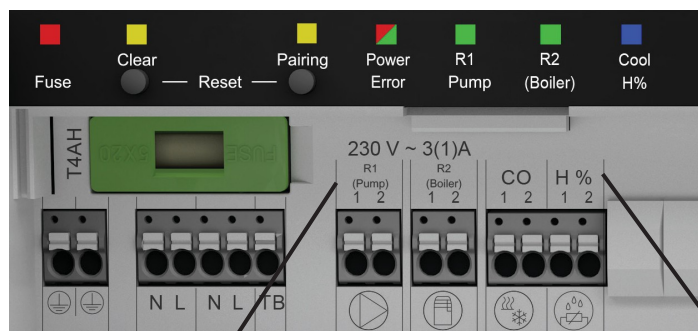 Clear Pairing Power R1 R2 Cool
Fuse Reset Error Pump (Boiler) H%
T4AH
5X20 FUSE
230 V ~ 3(1)A
R1 R2 CO H %
(Pump) (Boiler)
1 2 1 2 1 2 1 2
N L N L TB